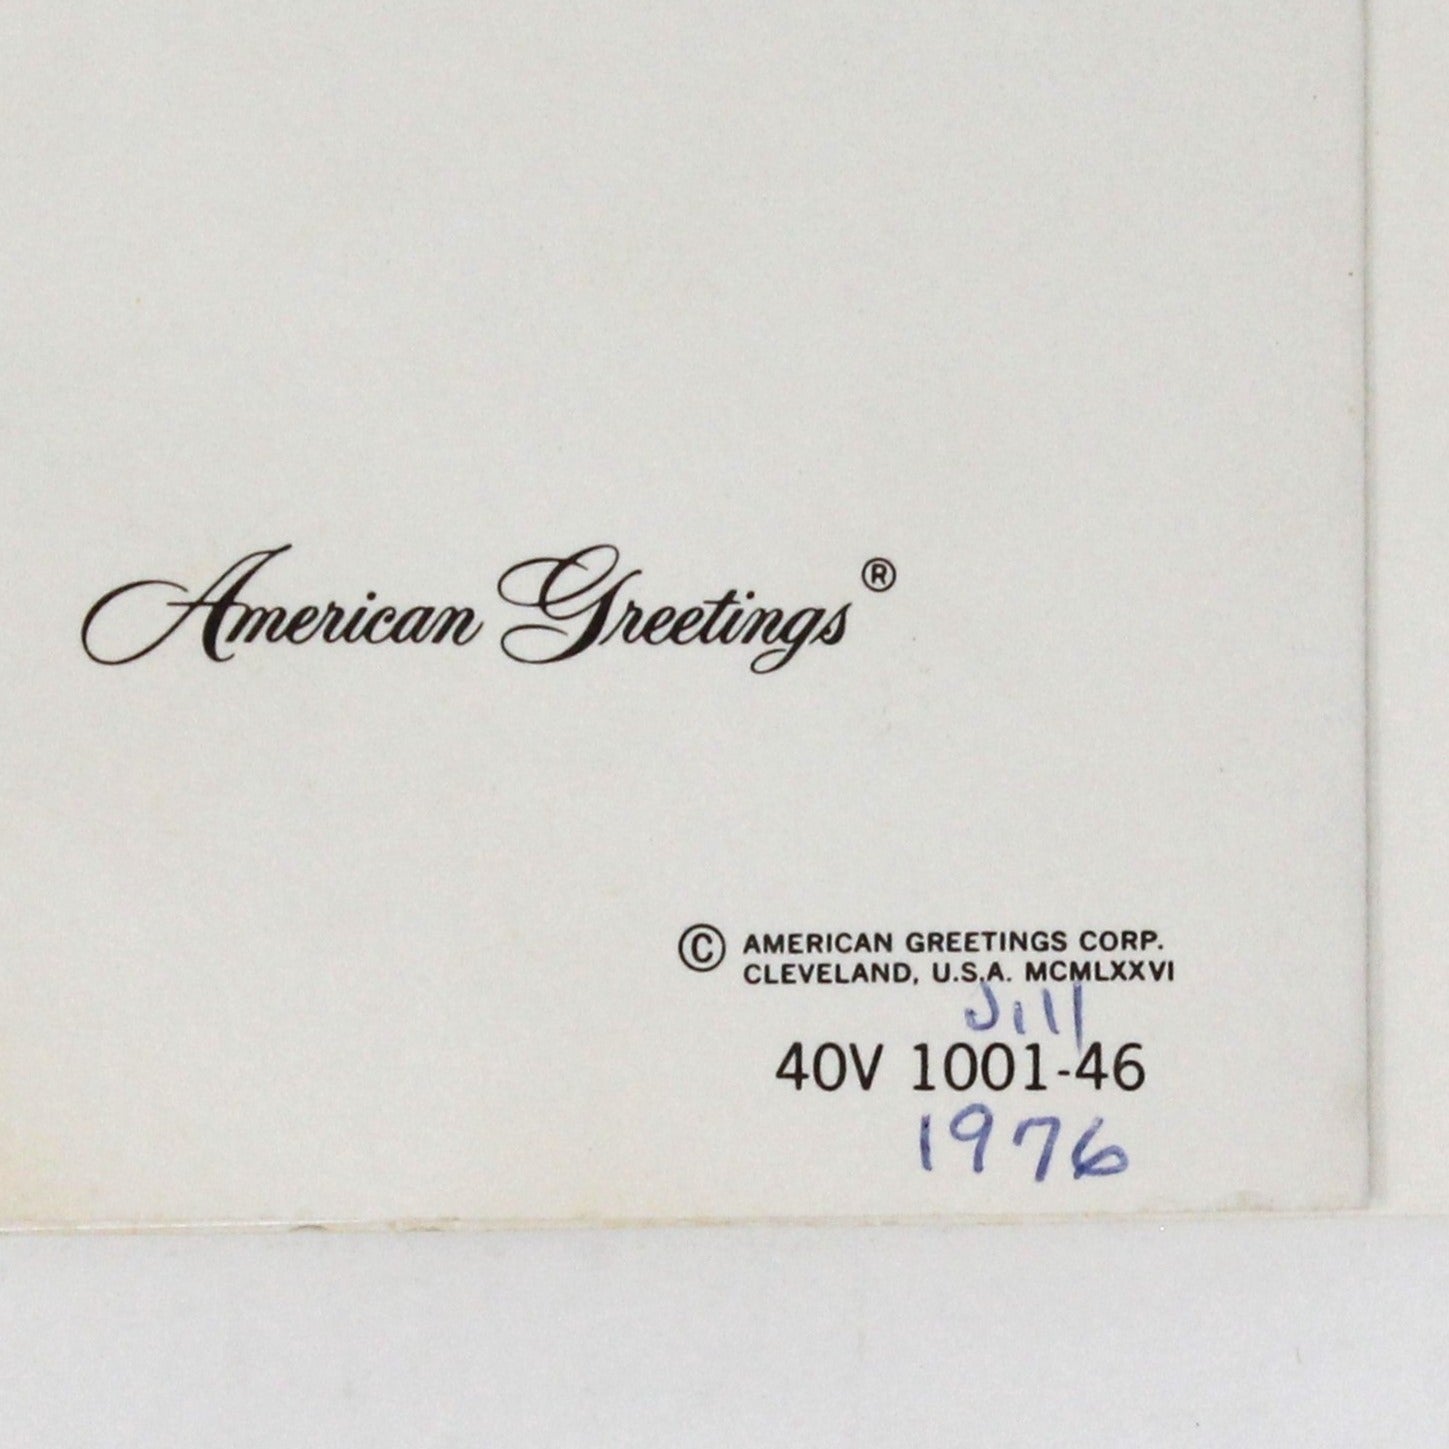 American Greetings®
© AMERICAN GREETINGS CORP.
CLEVELAND, U.S.A. MCMLXXVI
Jill
40V 1001-46
1976